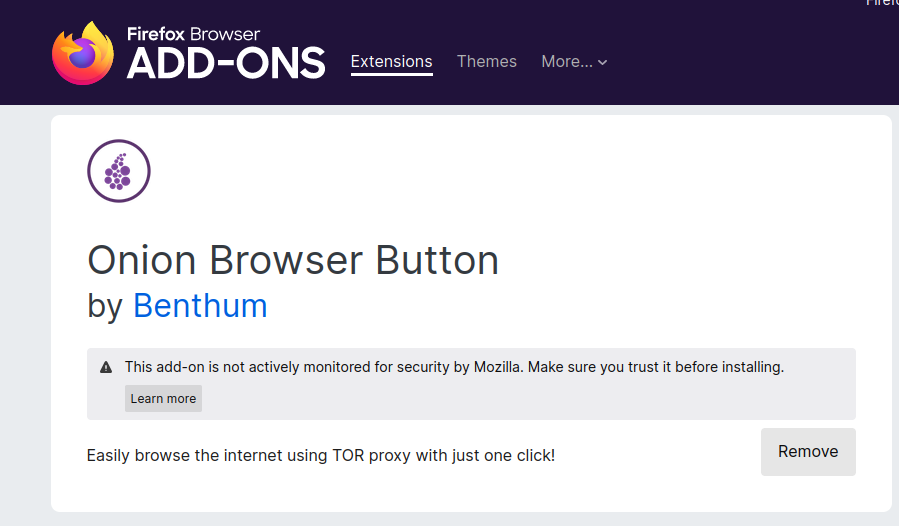 Firef
Firefox Browser
ADD-ONS
Extensions Themes More...
Onion Browser Button
by Benthum
This add-on is not actively monitored for security by Mozilla. Make sure you trust it before installing.
Learn more
Easily browse the internet using TOR proxy with just one click!
Remove